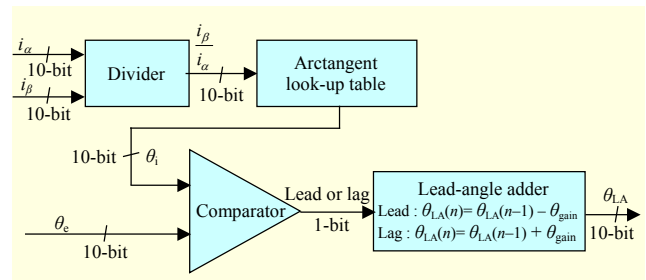 iα
10-bit
iβ
10-bit
Divider
iβ
iα
10-bit
Arctangent
look-up table
10-bit
θi
θe
10-bit
Comparator
Lead or lag
1-bit
Lead-angle adder
Lead : θLA(n)= θLA(n–1) – θgain
Lag : θLA(n)= θLA(n–1) + θgain
θLA
10-bit